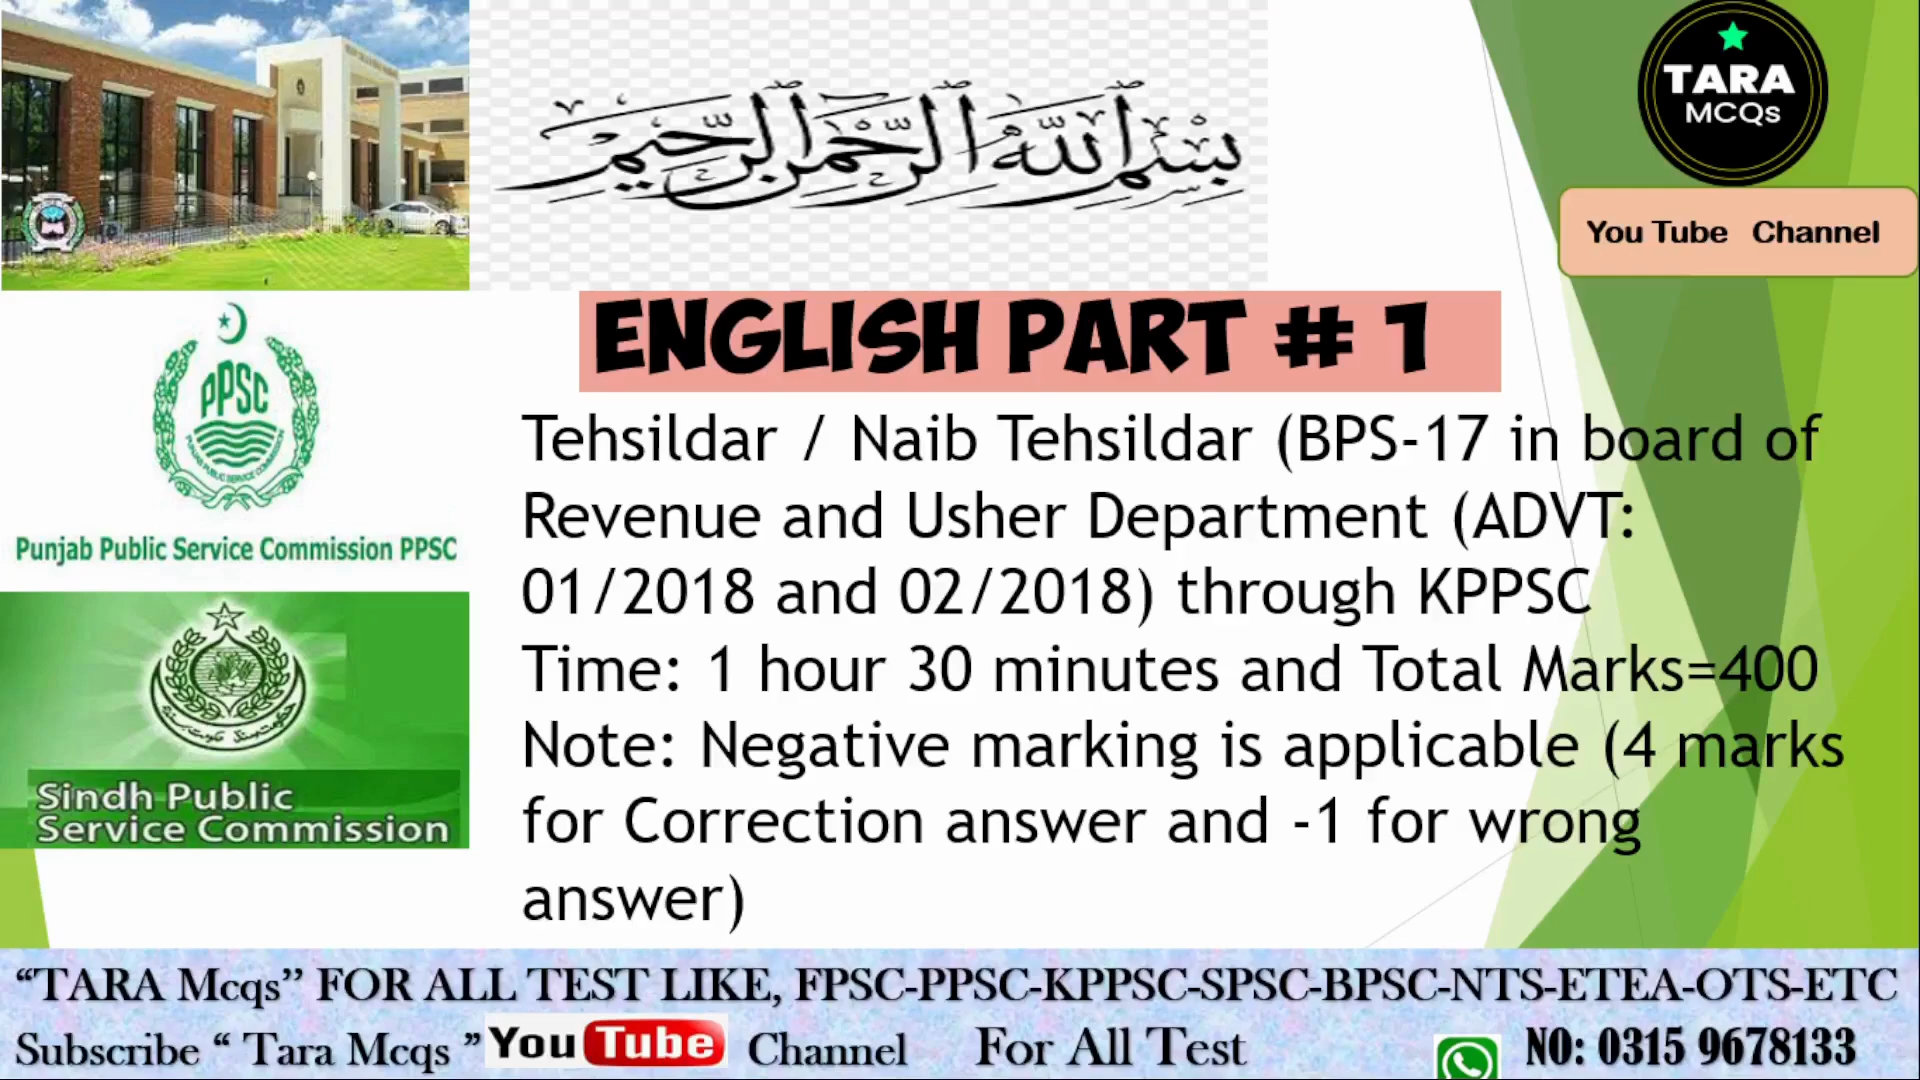 بسم الله الرحمن الرحيم
TARA
MCQs
You Tube Channel
ENGLISH PART # 1
PPSC
Punjab Public Service Commission PPSC
Sindh Public
Service Commission
Tehsildar / Naib Tehsildar (BPS-17 in board of
Revenue and Usher Department (ADVT:
01/2018 and 02/2018) through KPPSC
Time: 1 hour 30 minutes and Total Marks=400
Note: Negative marking is applicable (4 marks
for Correction answer and -1 for wrong
answer)
“TARA Mcqs’’ FOR ALL TEST LIKE, FPSC-PPSC-KPPSC-SPSC-BPSC-NTS-ETEA-OTS-ETC
Subscribe “ Tara Mcqs ” YouTube Channel For All Test NO: 0315 9678133